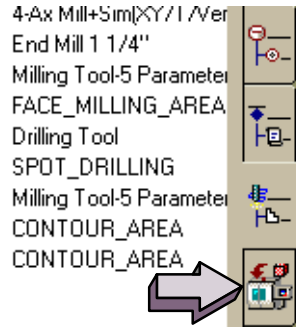 4-Ax Mill+Sim(XY/T/Ver
End Mill 1 1/4"
Milling Tool-5 Parameter
FACE_MILLING_AREA
Drilling Tool
SPOT_DRILLING
Milling Tool-5 Parameter
CONTOUR_AREA
CONTOUR_AREA